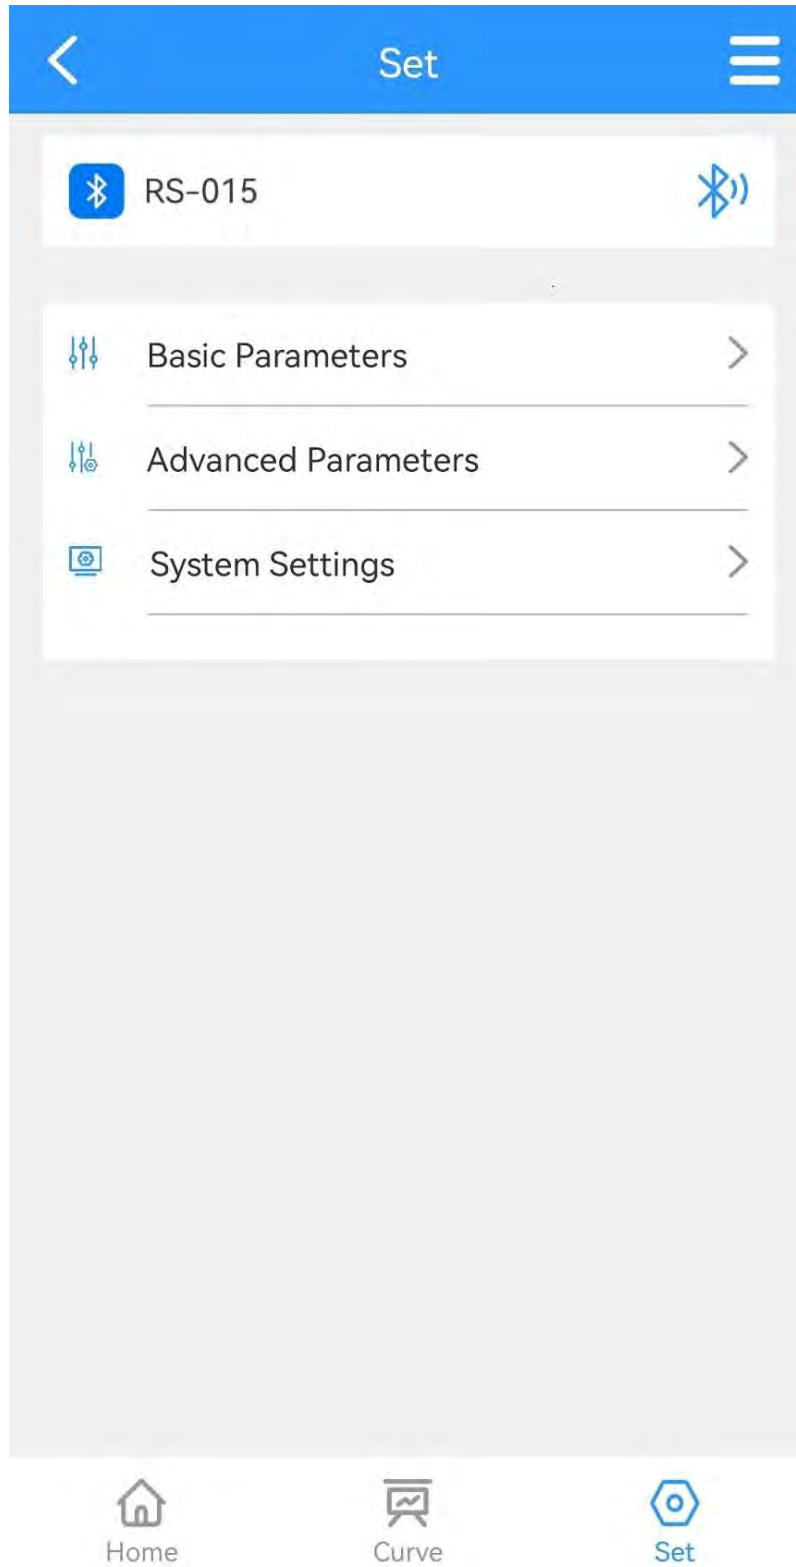 Set
RS-015
Basic Parameters
Advanced Parameters
System Settings
Home
Curve
Set